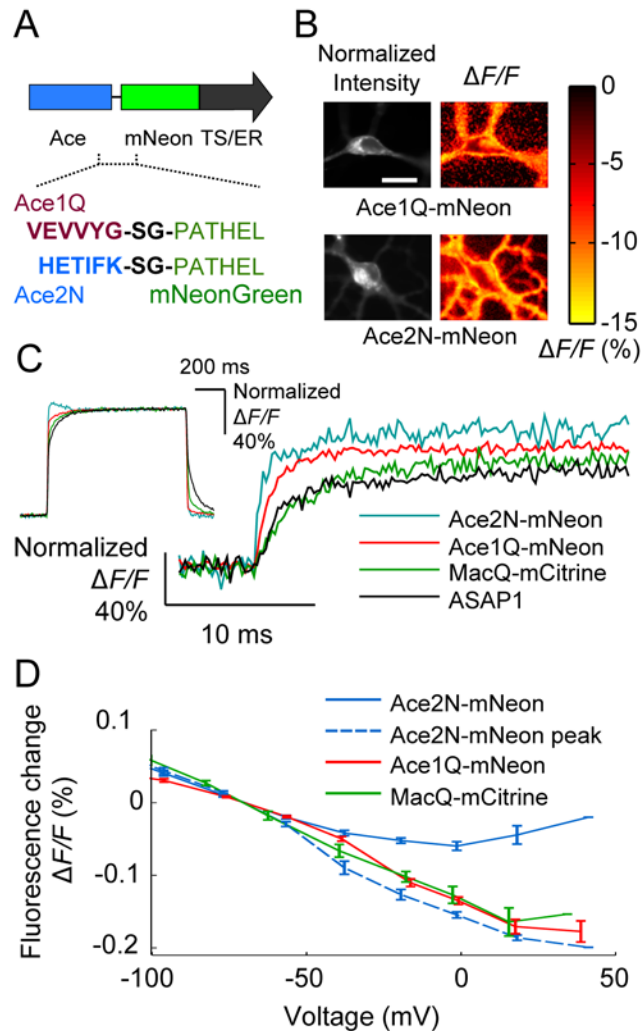 A
Ace mNeon TS/ER
Ace1Q
VEVVYG-SG-PATHEL
HETIFK-SG-PATHEL
Ace2N mNeonGreen
B
Normalized
Intensity
ΔF/F
Ace1Q-mNeon
Ace2N-mNeon
0
-5
-10
-15
ΔF/F (%)
C
200 ms
Normalized
ΔF/F
40%
Normalized
ΔF/F
40%
10 ms
Ace2N-mNeon
Ace1Q-mNeon
MacQ-mCitrine
ASAP1
D
Ace2N-mNeon
Ace2N-mNeon peak
Ace1Q-mNeon
MacQ-mCitrine
Fluorescence change
ΔF/F (%)
0.1
0
-0.1
-0.2
-100 -50 0 50
Voltage (mV)